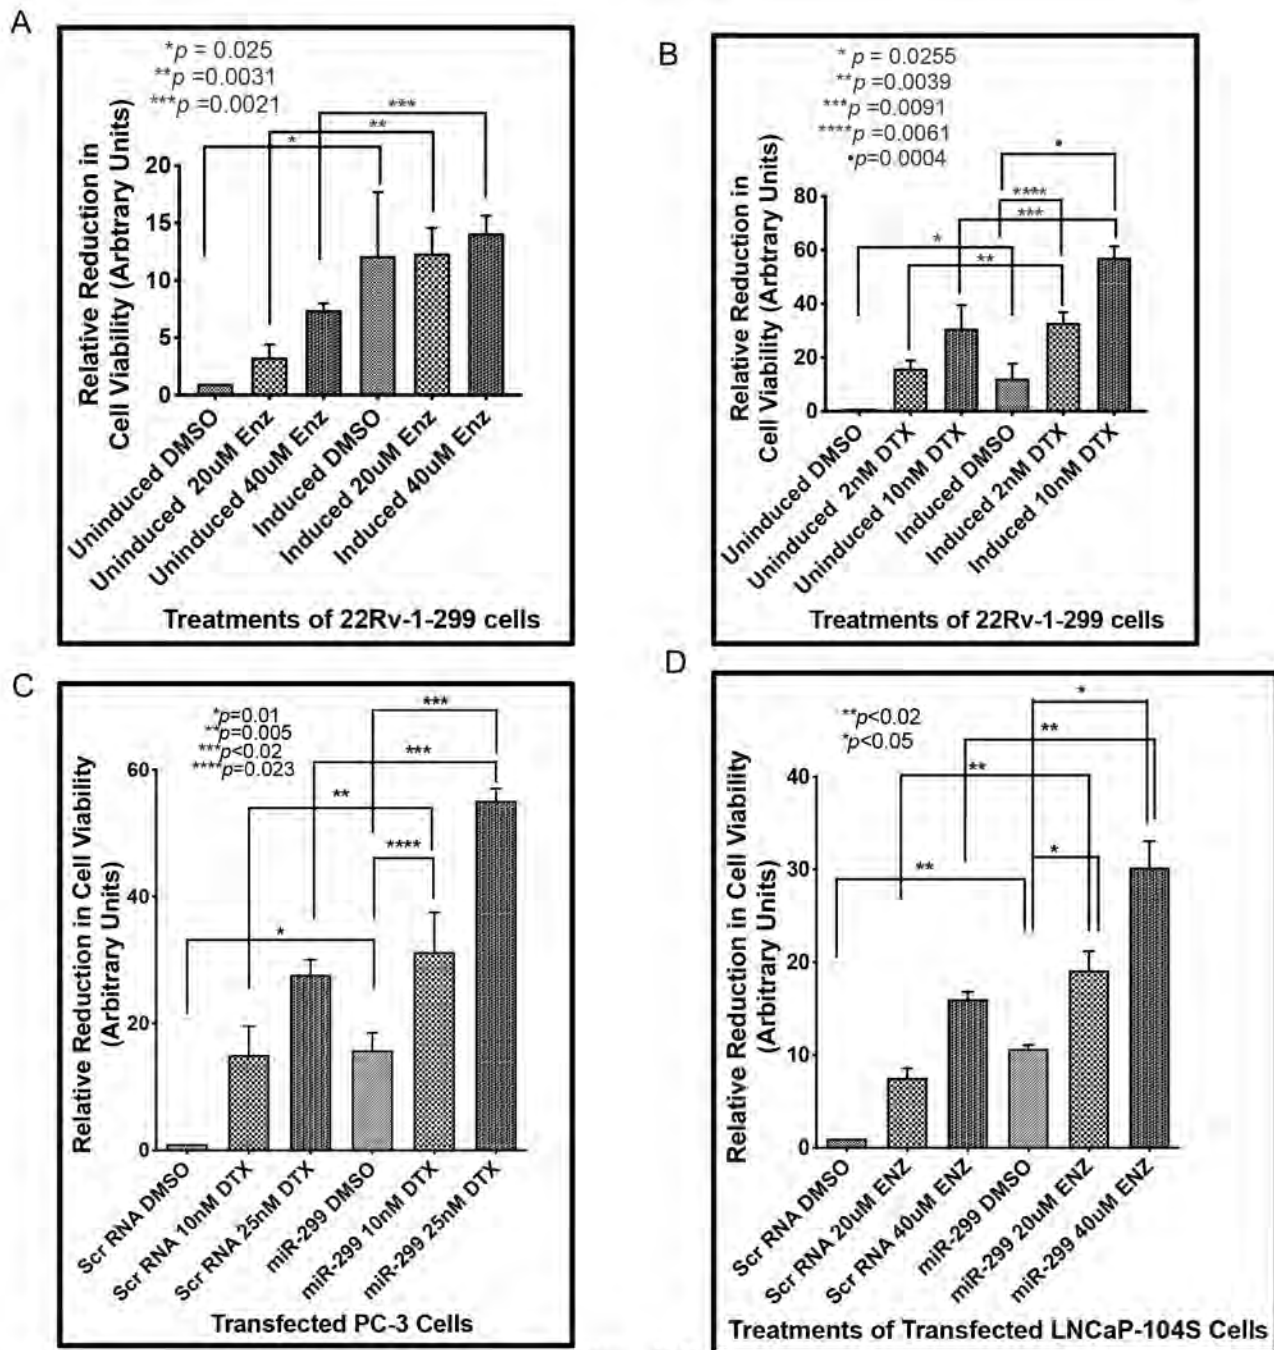 A
*p = 0.025
**p =0.0031
***p =0.0021
Relative Reduction in
Cell Viability (Arbtrary Units)
20
15
10
5
0
*
**
***
Uninduced DMSO
Uninduced 20uM Enz
Uninduced 40uM Enz
Induced DMSO
Induced 20uM Enz
Induced 40uM Enz
Treatments of 22Rv-1-299 cells
B
* p = 0.0255
**p=0.0039
***p =0.0091
****p =0.0061
•p=0.0004
Relative Reduction in
Cell Viability (Arbtrary Units)
80
60
40
20
0
•
****
***
*
**
Uninduced DMSO
Uninduced 2nM DTX
Uninduced 10nM DTX
Induced DMSO
Induced 2nM DTX
Induced 10nM DTX
Treatments of 22Rv-1-299 cells
C
*p=0.01
**p=0.005
***p<0.02
****p=0.023
Relative Reduction in Cell Viability
(Arbitrary Units)
60
40
20
0
***
***
**
****
*
Scr RNA DMSO
Scr RNA 10nM DTX
Scr RNA 25nM DTX
miR-299 DMSO
miR-299 10nM DTX
miR-299 25nM DTX
Transfected PC-3 Cells
D
**p<0.02
*p<0.05
Relative Reduction in Cell Viability
(Arbitrary Units)
40
30
20
10
0
*
**
**
*
**
Scr RNA DMSO
Scr RNA 20uM ENZ
Scr RNA 40uM ENZ
miR-299 DMSO
miR-299 20uM ENZ
miR-299 40uM ENZ
Treatments of Transfected LNCaP-104S Cells